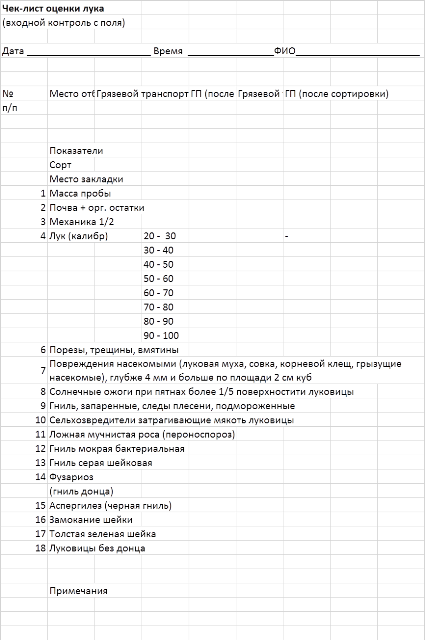 Чек-лист оценки лука
(входной контроль с поля)
Дата ______________________ Время _______________ФИО______________________
№ Место отб Грязевой транспорт ГП (после Грязевой ГП (после сортировки)
п/п
Показатели
Сорт
Место закладки
1 Масса пробы
2 Почва + орг. остатки
3 Механика 1/2
4 Лук (калибр) 20 - 30 -
30 - 40
40 - 50
50 - 60
60 - 70
70 - 80
80 - 90
90 - 100
6 Порезы, трещины, вмятины
7 Повреждения насекомыми (луковая муха, совка, корневой клещ, грызущие
насекомые), глубже 4 мм и больше по площади 2 см куб
8 Солнечные ожоги при пятнах более 1/5 поверхностити луковицы
9 Гниль, запаренные, следы плесени, подмороженные
10 Сельхозвредители затрагивающие мякоть луковицы
11 Ложная мучнистая роса (пероноспороз)
12 Гниль мокрая бактериальная
13 Гниль серая шейковая
14 Фузариоз
(гниль донца)
15 Аспергилез (черная гниль)
16 Замокание шейки
17 Толстая зеленая шейка
18 Луковицы без донца
Примечания